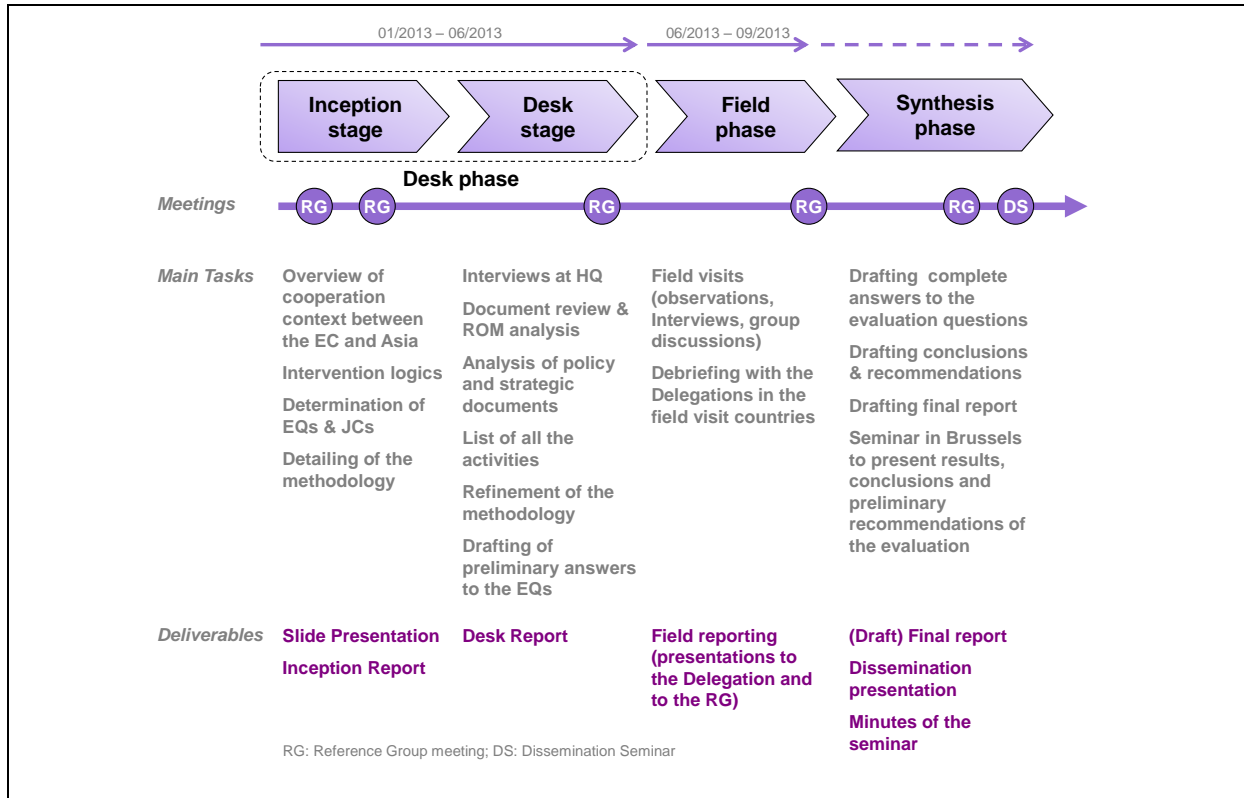 01/2013 – 06/2013
06/2013 – 09/2013
Inception
stage
Desk
stage
Field
phase
Synthesis
phase
Desk phase
Meetings
RG
RG
RG
RG
RG
DS
Main Tasks
Overview of
cooperation
context between
the EC and Asia
Intervention logics
Determination of
EQs & JCs
Detailing of the
methodology
Interviews at HQ
Document review &
ROM analysis
Analysis of policy
and strategic
documents
List of all the
activities
Refinement of the
methodology
Drafting of
preliminary answers
to the EQs
Field visits
(observations,
Interviews, group
discussions)
Debriefing with the
Delegations in the
field visit countries
Drafting complete
answers to the
evaluation questions
Drafting conclusions
& recommendations
Drafting final report
Seminar in Brussels
to present results,
conclusions and
preliminary
recommendations of
the evaluation
Deliverables
Slide Presentation
Inception Report
Desk Report
Field reporting
(presentations to
the Delegation and
to the RG)
(Draft) Final report
Dissemination
presentation
Minutes of the
seminar
RG: Reference Group meeting; DS: Dissemination Seminar